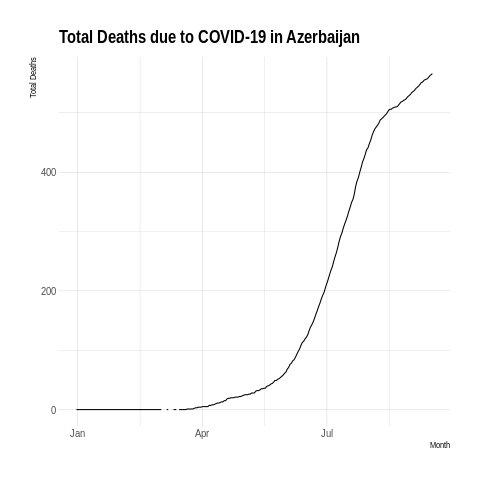 Total Deaths due to COVID-19 in Azerbaijan
Total Deaths
400
200
0
Jan Apr Jul
Month